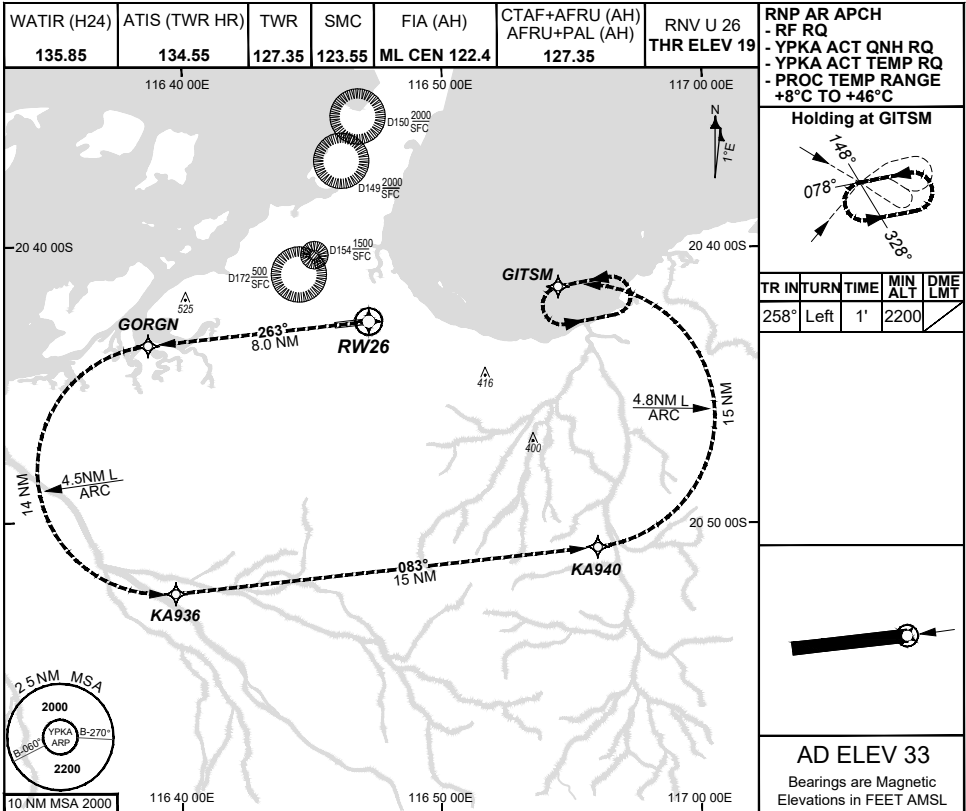 WATIR (H24)
135.85
ATIS (TWR HR)
134.55
TWR
127.35
SMC
123.55
FIA (AH)
ML CEN 122.4
CTAF+AFRU (AH)
AFRU+PAL (AH)
127.35
RNV U 26
THR ELEV 19
RNP AR APCH
- RF RQ
- YPKA ACT QNH RQ
- YPKA ACT TEMP RQ
- PROC TEMP RANGE
+8°C TO +46°C
116 40 00E
116 50 00E
117 00 00E
N
1°E
D150 2000
SFC
D149 2000
SFC
20 40 00S
20 40 00S
D154 1500
SFC
D172 500
SFC
525
GORGN
263°
8.0 NM
RW26
GITSM
416
400
4.8NM L
ARC
15 NM
4.5NM L
ARC
14 NM
20 50 00S
083°
15 NM
KA940
KA936
25NM MSA
2000
YPKA
ARP
B-060°
B-270°
2200
10 NM MSA 2000
116 40 00E
116 50 00E
117 00 00E
Holding at GITSM
148°
078°
328°
TR IN TURN TIME MIN ALT DME LMT
258° Left 1' 2200
AD ELEV 33
Bearings are Magnetic
Elevations in FEET AMSL